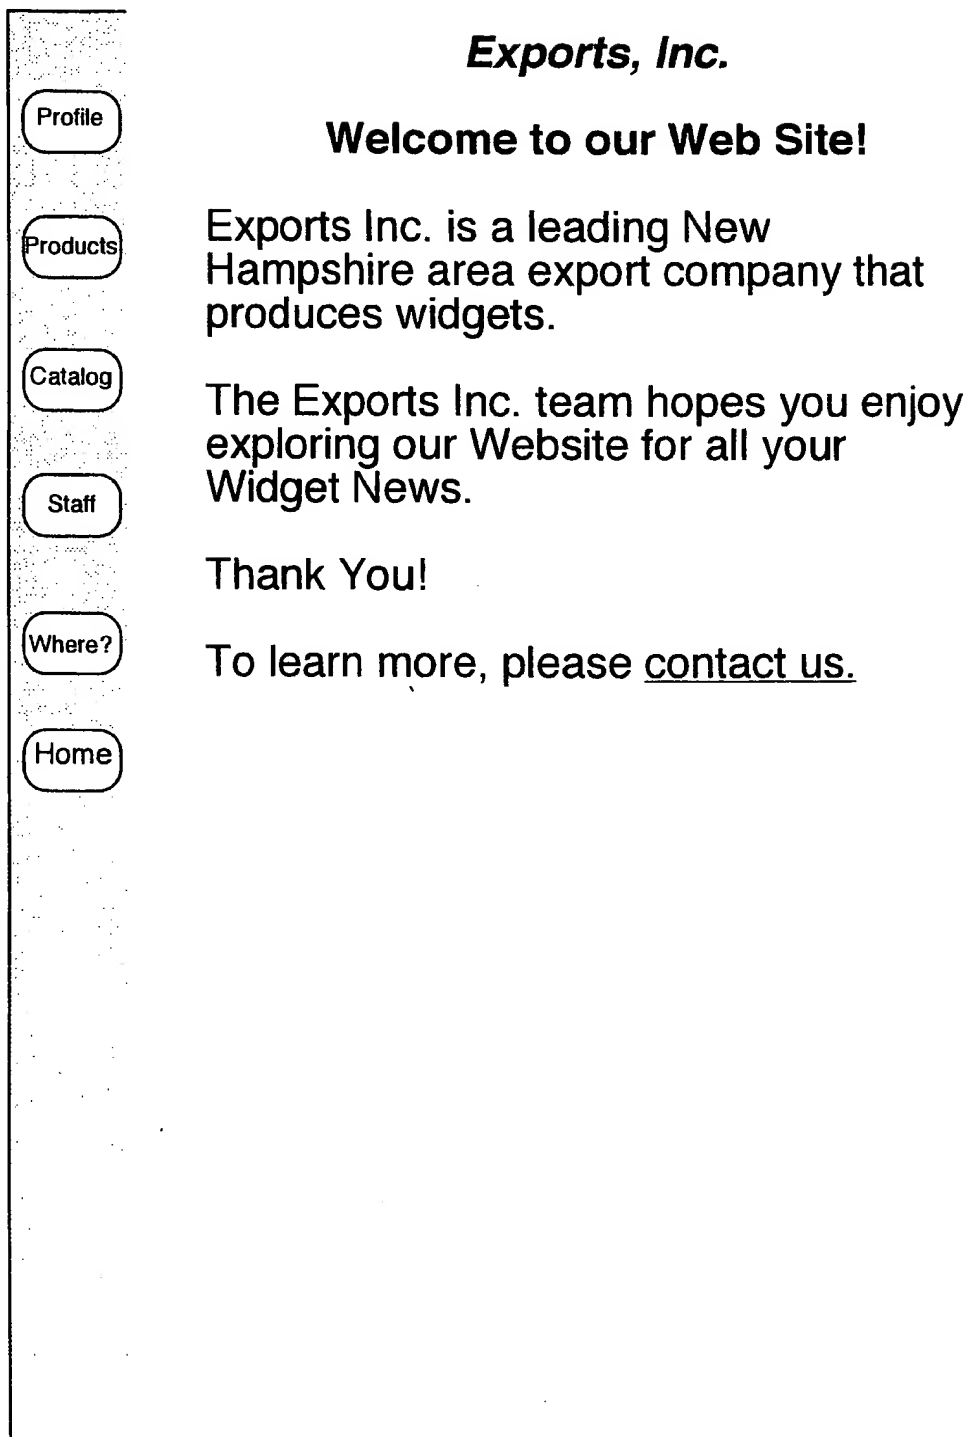 Exports, Inc.
Welcome to our Web Site!
Profile
Products
Catalog
Staff
Where?
Home
Exports Inc. is a leading New
Hampshire area export company that
produces widgets.
The Exports Inc. team hopes you enjoy
exploring our Website for all your
Widget News.
Thank You!
To learn more, please contact us.